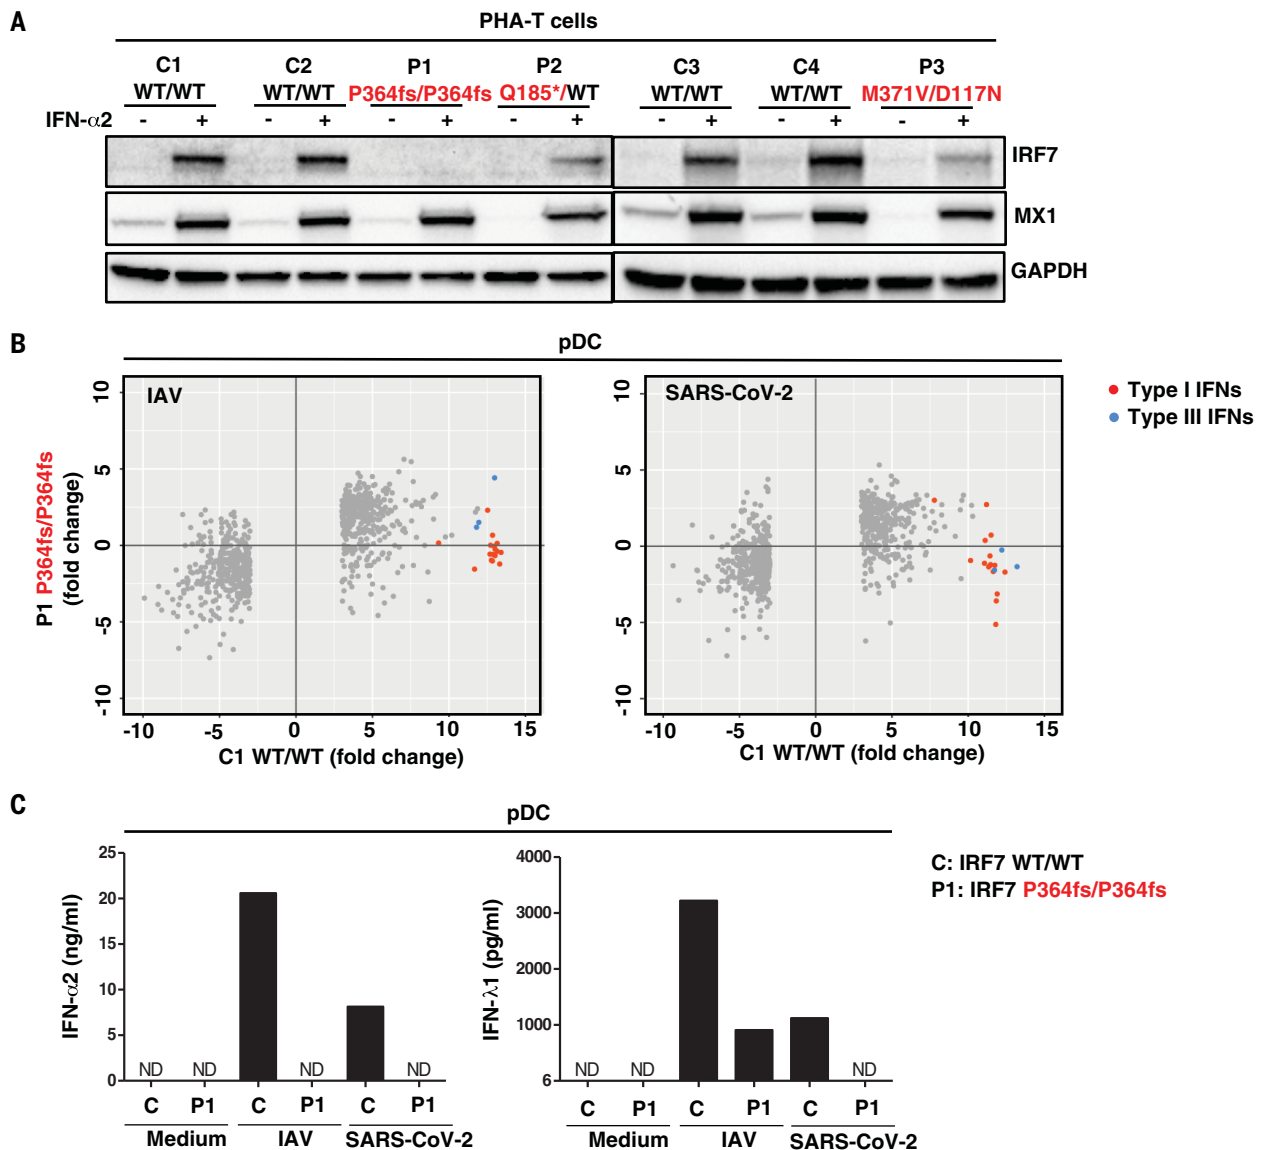 A
PHA-T cells
C1 C2 P1 P2 C3 C4 P3
WT/WT WT/WT P364fs/P364fs Q185*/WT WT/WT WT/WT M371V/D117N
IFN-α2 - + - + - + - + - + - + - +
IRF7
MX1
GAPDH
B
pDC
IAV
10
5
0
-5
-10
-10 -5 0 5 10 15
P1 P364fs/P364fs
(fold change)
C1 WT/WT (fold change)
SARS-CoV-2
10
5
0
-5
-10
-10 -5 0 5 10 15
C1 WT/WT (fold change)
Type I IFNs
Type III IFNs
C
pDC
IFN-α2 (ng/ml)
25
20
15
10
5
0
ND ND ND ND
C P1 C P1 C P1
Medium IAV SARS-CoV-2
IFN-λ1 (pg/ml)
4000
3000
2000
1000
6
ND ND ND
C P1 C P1 C P1
Medium IAV SARS-CoV-2
C: IRF7 WT/WT
P1: IRF7 P364fs/P364fs